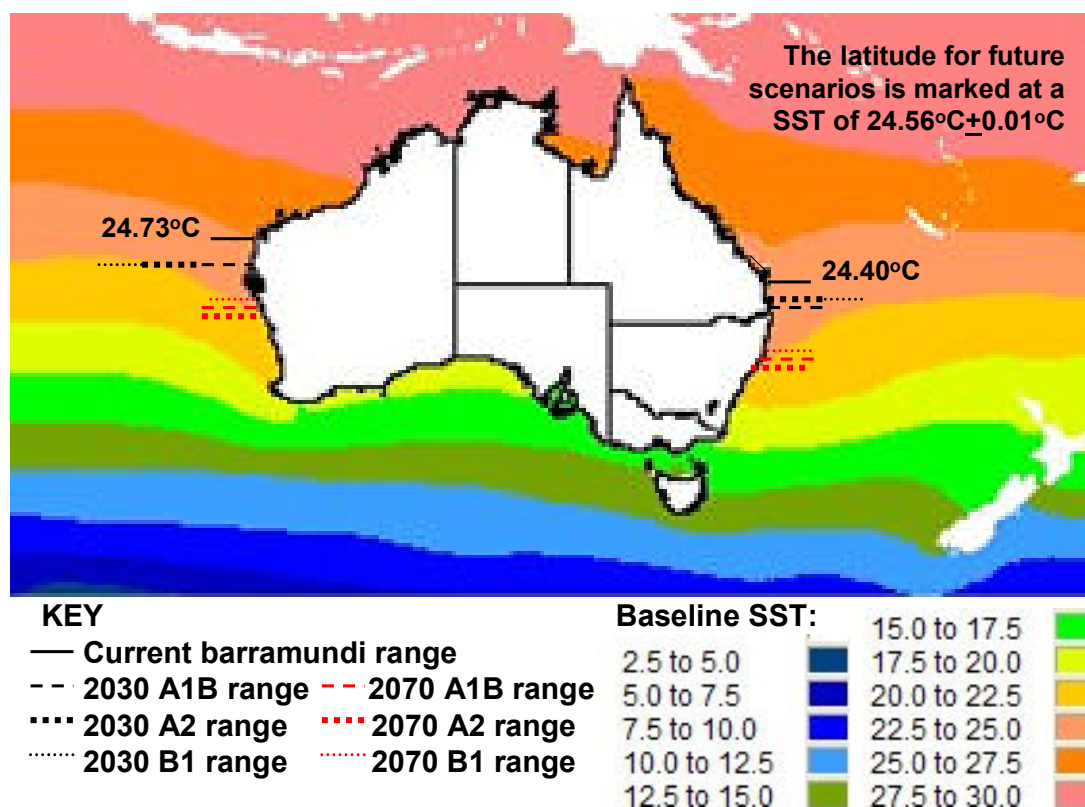 The latitude for future
scenarios is marked at a
SST of 24.56°C±0.01°C
24.73°C
24.40°C
KEY
Current barramundi range
2030 A1B range
2070 A1B range
2030 A2 range
2070 A2 range
2030 B1 range
2070 B1 range
Baseline SST:
2.5 to 5.0
5.0 to 7.5
7.5 to 10.0
10.0 to 12.5
12.5 to 15.0
15.0 to 17.5
17.5 to 20.0
20.0 to 22.5
22.5 to 25.0
25.0 to 27.5
27.5 to 30.0